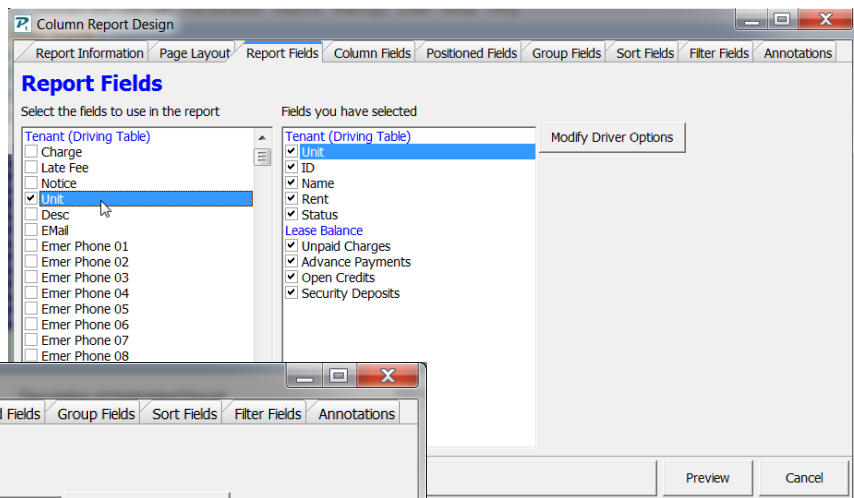 Column Report Design
Report Information Page Layout Report Fields Column Fields Positioned Fields Group Fields Sort Fields Filter Fields Annotations
Report Fields
Select the fields to use in the report
Tenant (Driving Table)
Charge
Late Fee
Notice
Unit
Desc
EMail
Emer Phone 01
Emer Phone 02
Emer Phone 03
Emer Phone 04
Emer Phone 05
Emer Phone 06
Emer Phone 07
Emer Phone 08
Fields you have selected
Tenant (Driving Table)
Unit
ID
Name
Rent
Status
Lease Balance
Unpaid Charges
Advance Payments
Open Credits
Security Deposits
Modify Driver Options
Fields Group Fields Sort Fields Filter Fields Annotations
Preview Cancel